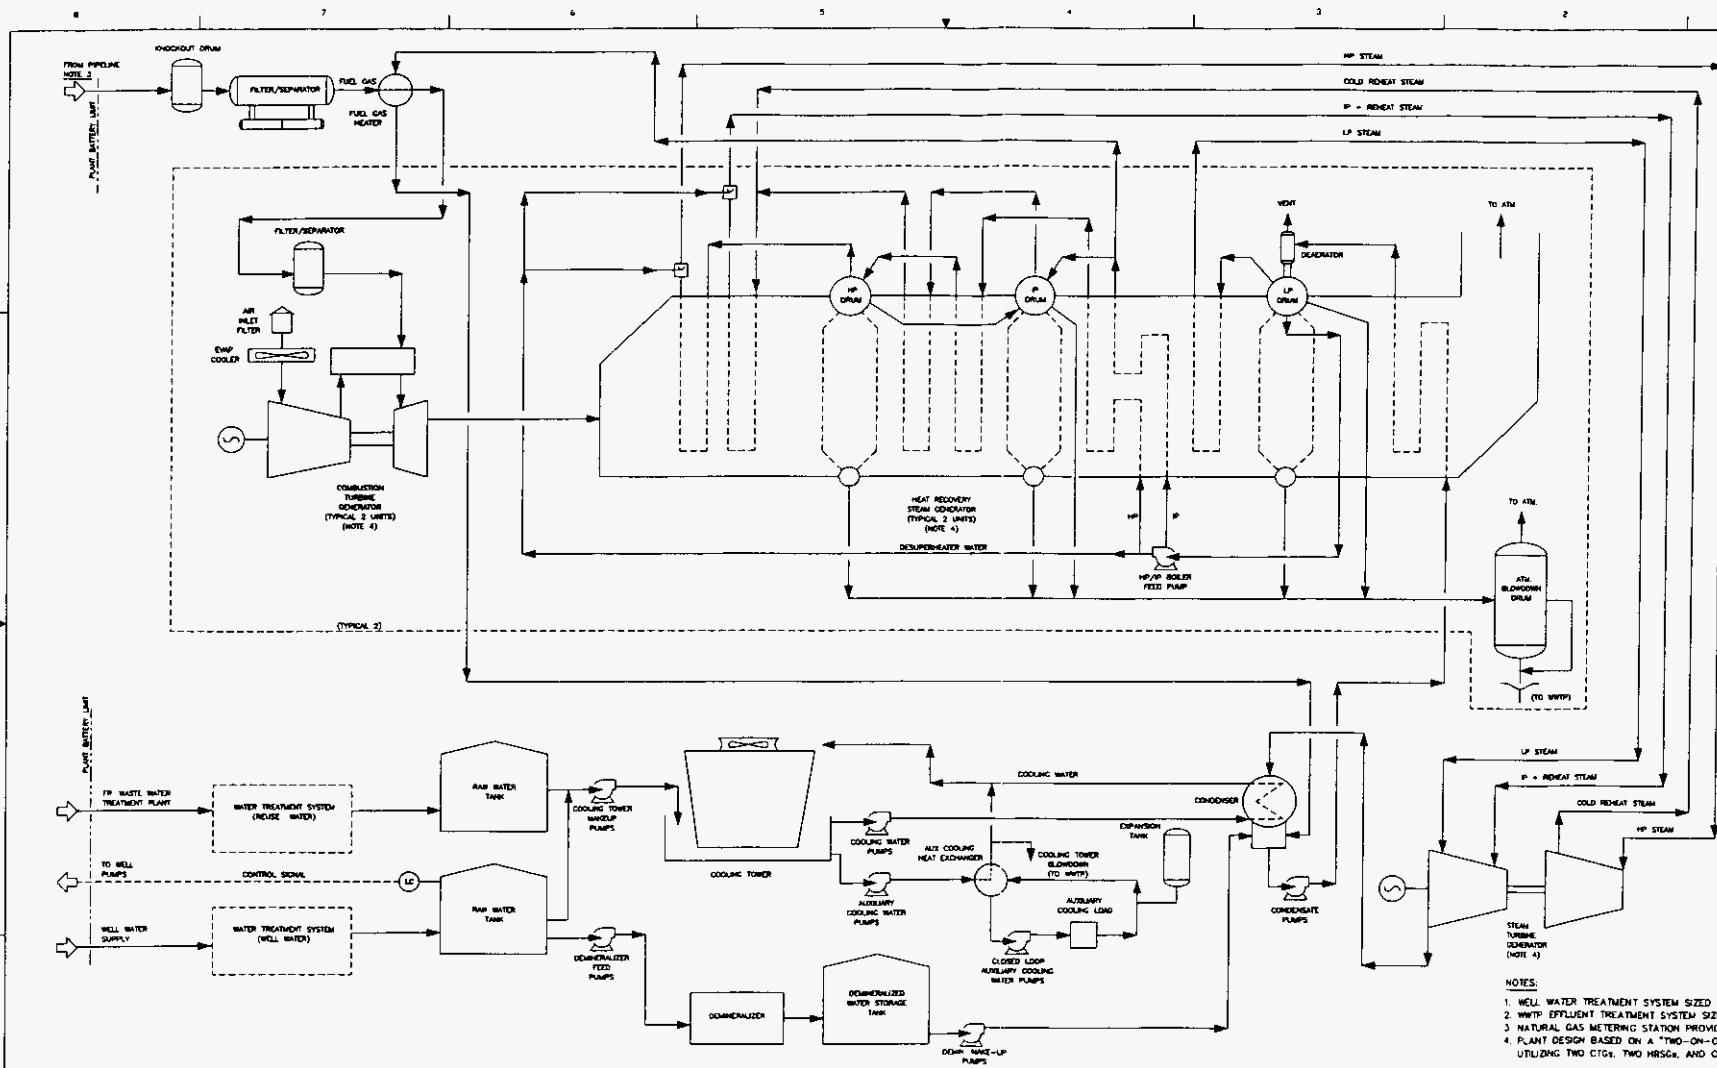 8
7
6
5
4
3
2
KNOCKOUT DRUM
FROM PIPELINE
NOTE 3
PLANT BATTERY LIMIT
FILTER/SEPARATOR
FUEL GAS
FUEL GAS
HEATER
HP STEAM
COLD REHEAT STEAM
IP + REHEAT STEAM
LP STEAM
FILTER/SEPARATOR
AIR
INLET
FILTER
EVAP
COOLER
VENT
TO ATM
DEAERATOR
HP
DRUM
IP
DRUM
LP
DRUM
COMBUSTION
TURBINE
GENERATOR
(TYPICAL 2 UNITS)
(NOTE 4)
HEAT RECOVERY
STEAM GENERATOR
(TYPICAL 2 UNITS)
(NOTE 4)
HP
IP
DESUPERHEATER WATER
HP/IP BOILER
FEED PUMP
TO ATM.
ATM.
BLOWDOWN
DRUM
(TYPICAL 2)
(TO WWTP)
PLANT BATTERY LIMIT
FR WASTE WATER
TREATMENT PLANT
WATER TREATMENT SYSTEM
(REUSE WATER)
RAW WATER
TANK
COOLING TOWER
MAKEUP
PUMPS
COOLING WATER
CONDENSER
LP STEAM
IP + REHEAT STEAM
COLD REHEAT STEAM
HP STEAM
EXPANSION
TANK
COOLING WATER
PUMPS
AUX COOLING
HEAT EXCHANGER
COOLING TOWER
BLOWDOWN
(TO WWTP)
COOLING TOWER
TO WELL
PUMPS
CONTROL SIGNAL
LC
RAW WATER
TANK
AUXILIARY
COOLING WATER
PUMPS
AUXILIARY
COOLING LOAD
CONDENSATE
PUMPS
WELL WATER
SUPPLY
WATER TREATMENT SYSTEM
(WELL WATER)
DEMINERALIZER
FEED
PUMPS
CLOSED LOOP
AUXILIARY COOLING
WATER PUMPS
STEAM
TURBINE
GENERATOR
(NOTE 4)
DEMINERALIZER
DEMINERALIZED
WATER STORAGE
TANK
DEMIN MAKE-UP
PUMPS
NOTES:
1. WELL WATER TREATMENT SYSTEM SIZED
2. WWTP EFFLUENT TREATMENT SYSTEM
3 NATURAL GAS METERING STATION
4. PLANT DESIGN BASED ON A "TWO-ON-
UTILIZING TWO CTGs, TWO HRSGs, AND